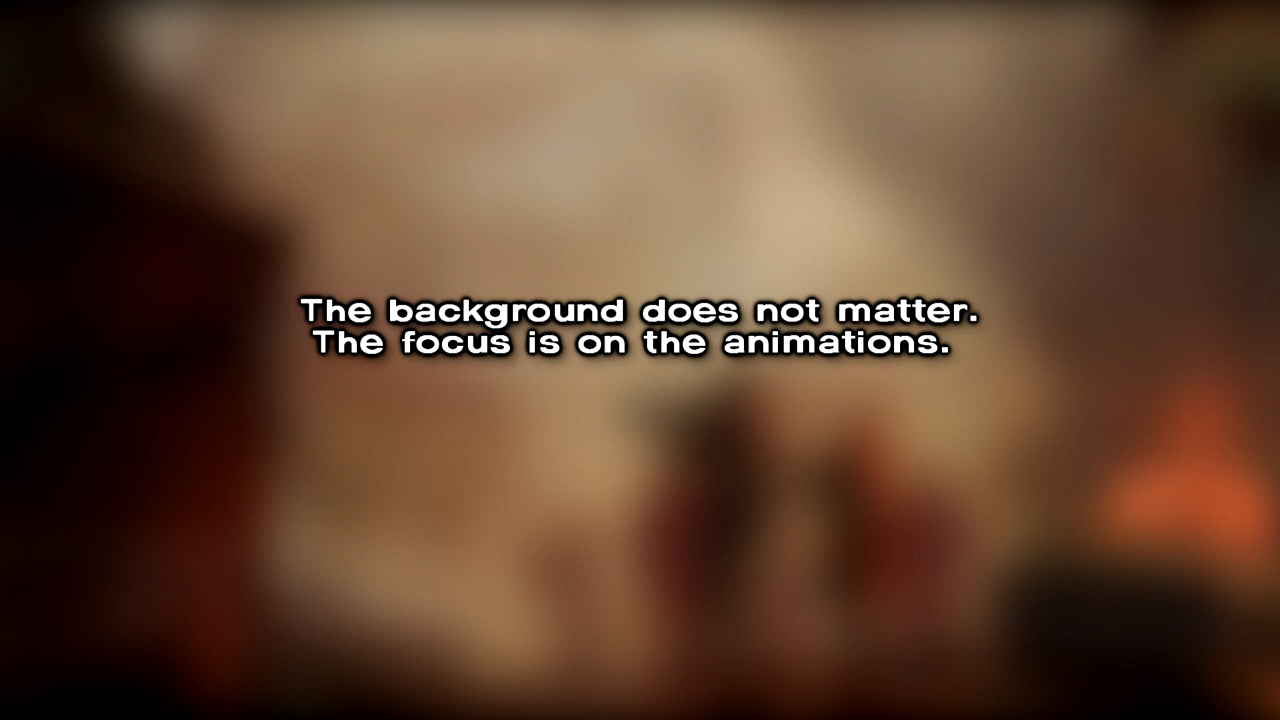 The background does not matter.
The focus is on the animations.